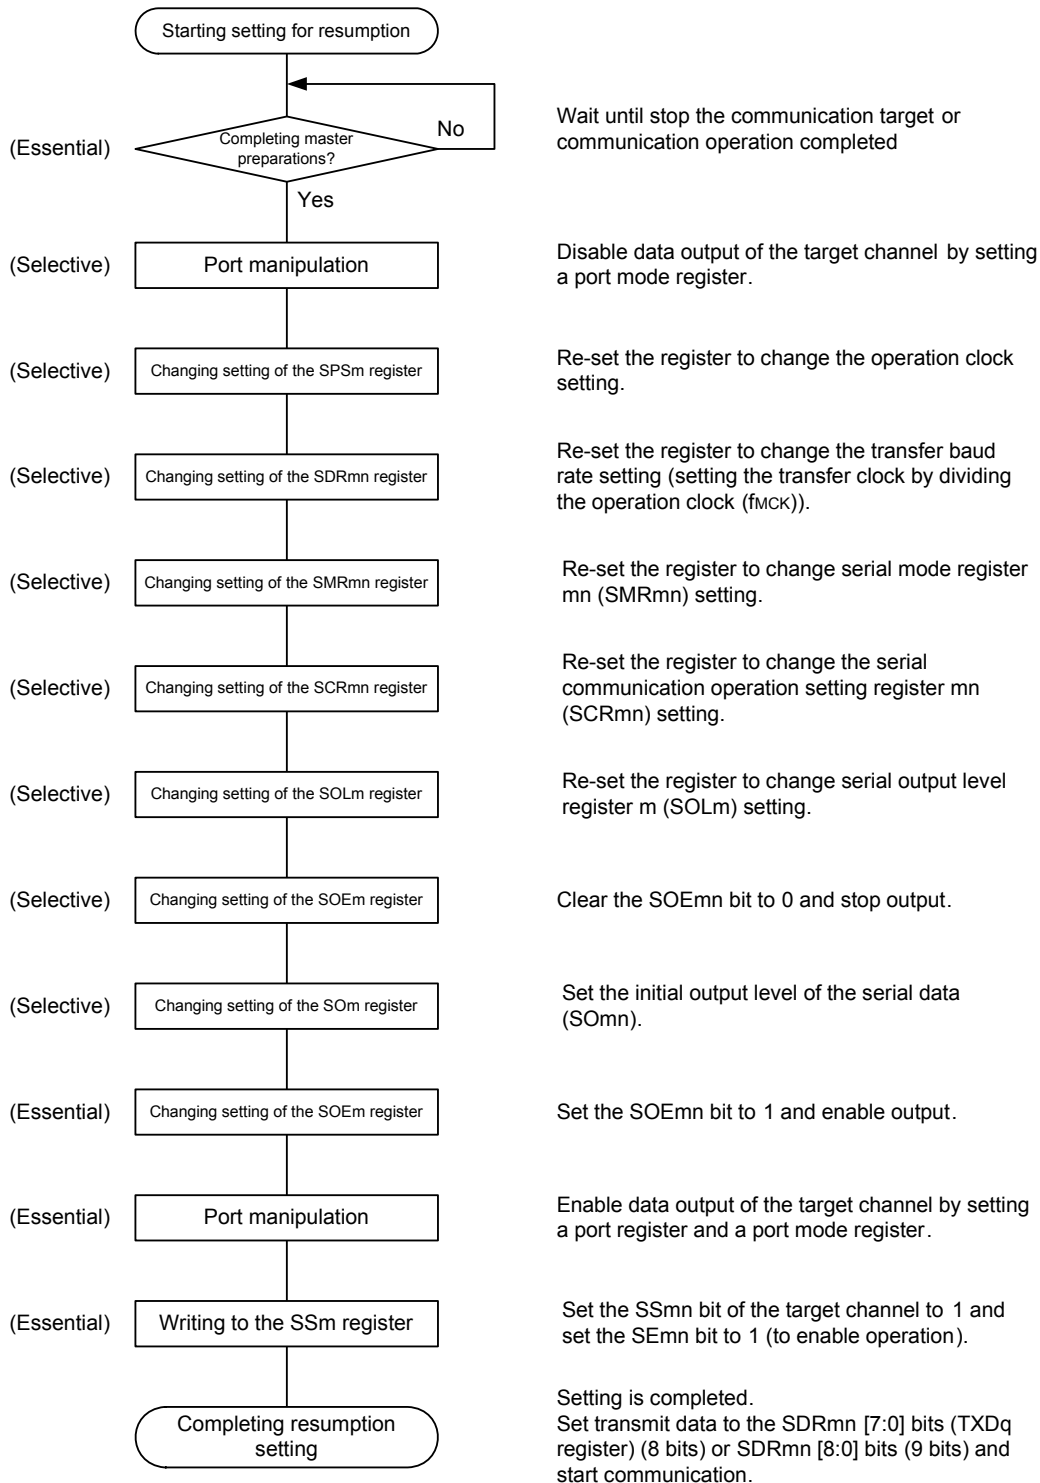 Starting setting for resumption
(Essential)
Completing master
preparations?
No
Yes
Wait until stop the communication target or
communication operation completed
(Selective)
Port manipulation
Disable data output of the target channel by setting
a port mode register.
(Selective)
Changing setting of the SPSm register
Re-set the register to change the operation clock
setting.
(Selective)
Changing setting of the SDRmn register
Re-set the register to change the transfer baud
rate setting (setting the transfer clock by dividing
the operation clock (fMCK)).
(Selective)
Changing setting of the SMRmn register
Re-set the register to change serial mode register
mn (SMRmn) setting.
(Selective)
Changing setting of the SCRmn register
Re-set the register to change the serial
communication operation setting register mn
(SCRmn) setting.
(Selective)
Changing setting of the SOLm register
Re-set the register to change serial output level
register m (SOLm) setting.
(Selective)
Changing setting of the SOEm register
Clear the SOEmn bit to 0 and stop output.
(Selective)
Changing setting of the SOm register
Set the initial output level of the serial data
(SOmn).
(Essential)
Changing setting of the SOEm register
Set the SOEmn bit to 1 and enable output.
(Essential)
Port manipulation
Enable data output of the target channel by setting
a port register and a port mode register.
(Essential)
Writing to the SSm register
Set the SSmn bit of the target channel to 1 and
set the SEmn bit to 1 (to enable operation).
Completing resumption
setting
Setting is completed.
Set transmit data to the SDRmn [7:0] bits (TXDq
register) (8 bits) or SDRmn [8:0] bits (9 bits) and
start communication.